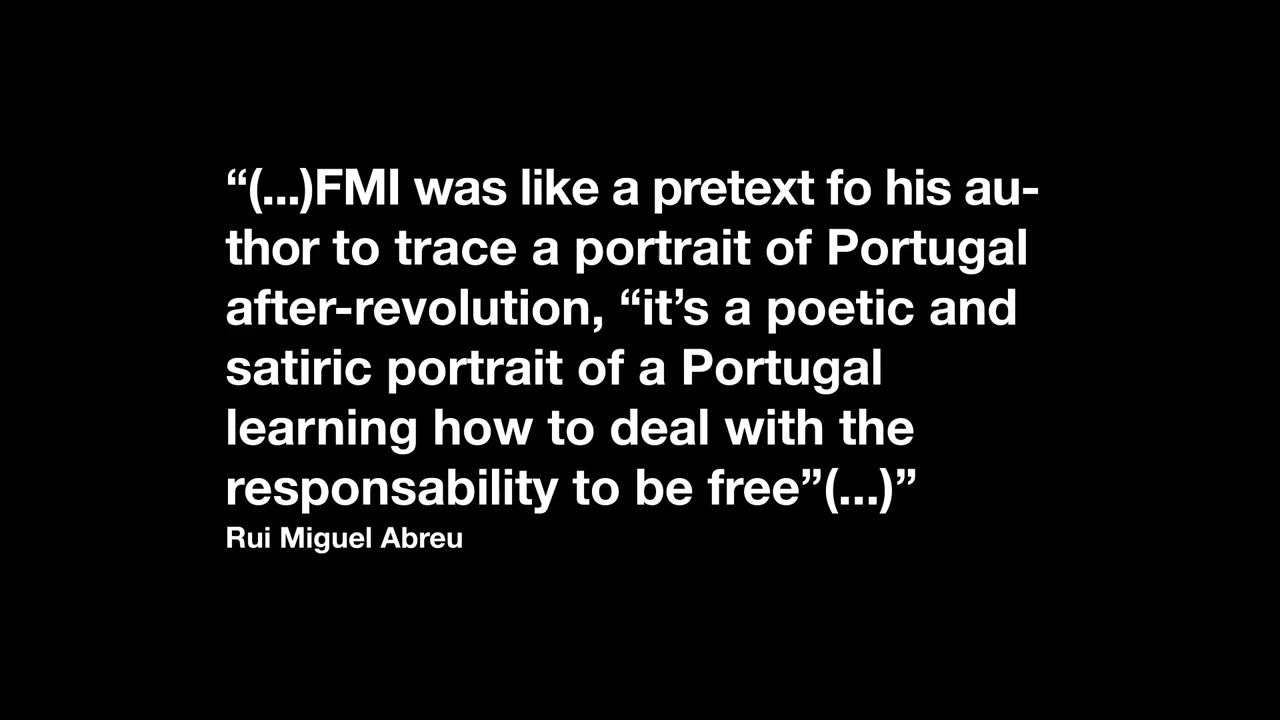 “(...)FMI was like a pretext fo his au-
thor to trace a portrait of Portugal
after-revolution, “it’s a poetic and
satiric portrait of a Portugal
learning how to deal with the
responsability to be free”(...)”
Rui Miguel Abreu